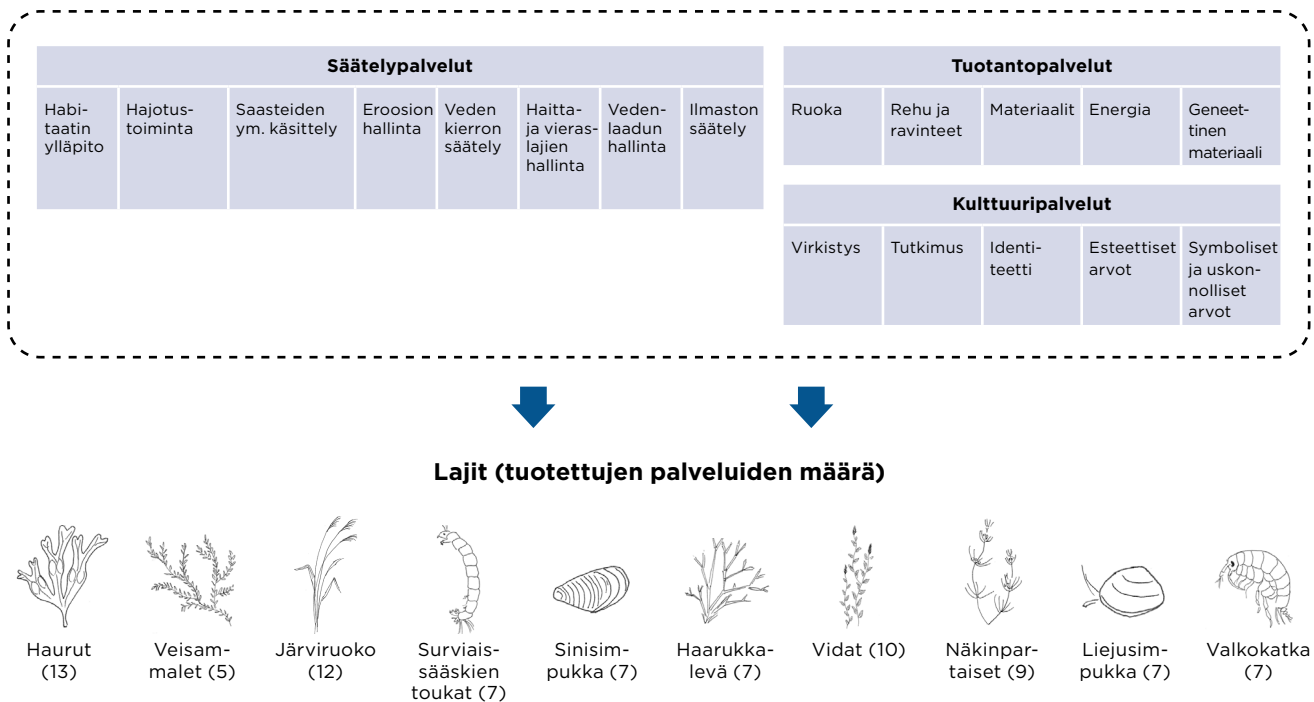 Säätelypalvelut
Habi-
taatin
ylläpito
Hajotus-
toiminta
Saasteiden
ym. käsittely
Eroosion
hallinta
Veden
kierron
säätely
Haitta-
ja vieras-
lajien
hallinta
Veden-
laadun
hallinta
Ilmaston
säätely
Tuotantopalvelut
Ruoka
Rehu ja
ravinteet
Materiaalit
Energia
Geneet-
tinen
materiaali
Kulttuuripalvelut
Virkistys
Tutkimus
Identi-
teetti
Esteettiset
arvot
Symboliset
ja uskon-
nolliset
arvot
Lajit (tuotettujen palveluiden määrä)
Haurut
(13)
Veisam-
malet (5)
Järviruoko
(12)
Surviais-
sääskien
toukat (7)
Sinisim-
pukka (7)
Haarukka-
levä (7)
Vidat (10)
Näkinpar-
taiset (9)
Liejusim-
pukka (7)
Valkokatka
(7)